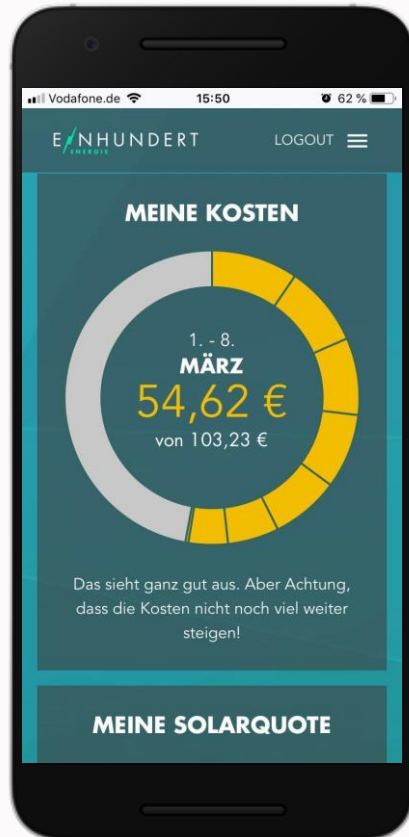 Vodafone.de 15:50 62 %
EINHUNDERT LOGOUT
ENERGIE
MEINE KOSTEN
1. - 8.
MÄRZ
54,62 €
von 103,23 €
Das sieht ganz gut aus. Aber Achtung,
dass die Kosten nicht noch viel weiter
steigen!
MEINE SOLARQUOTE